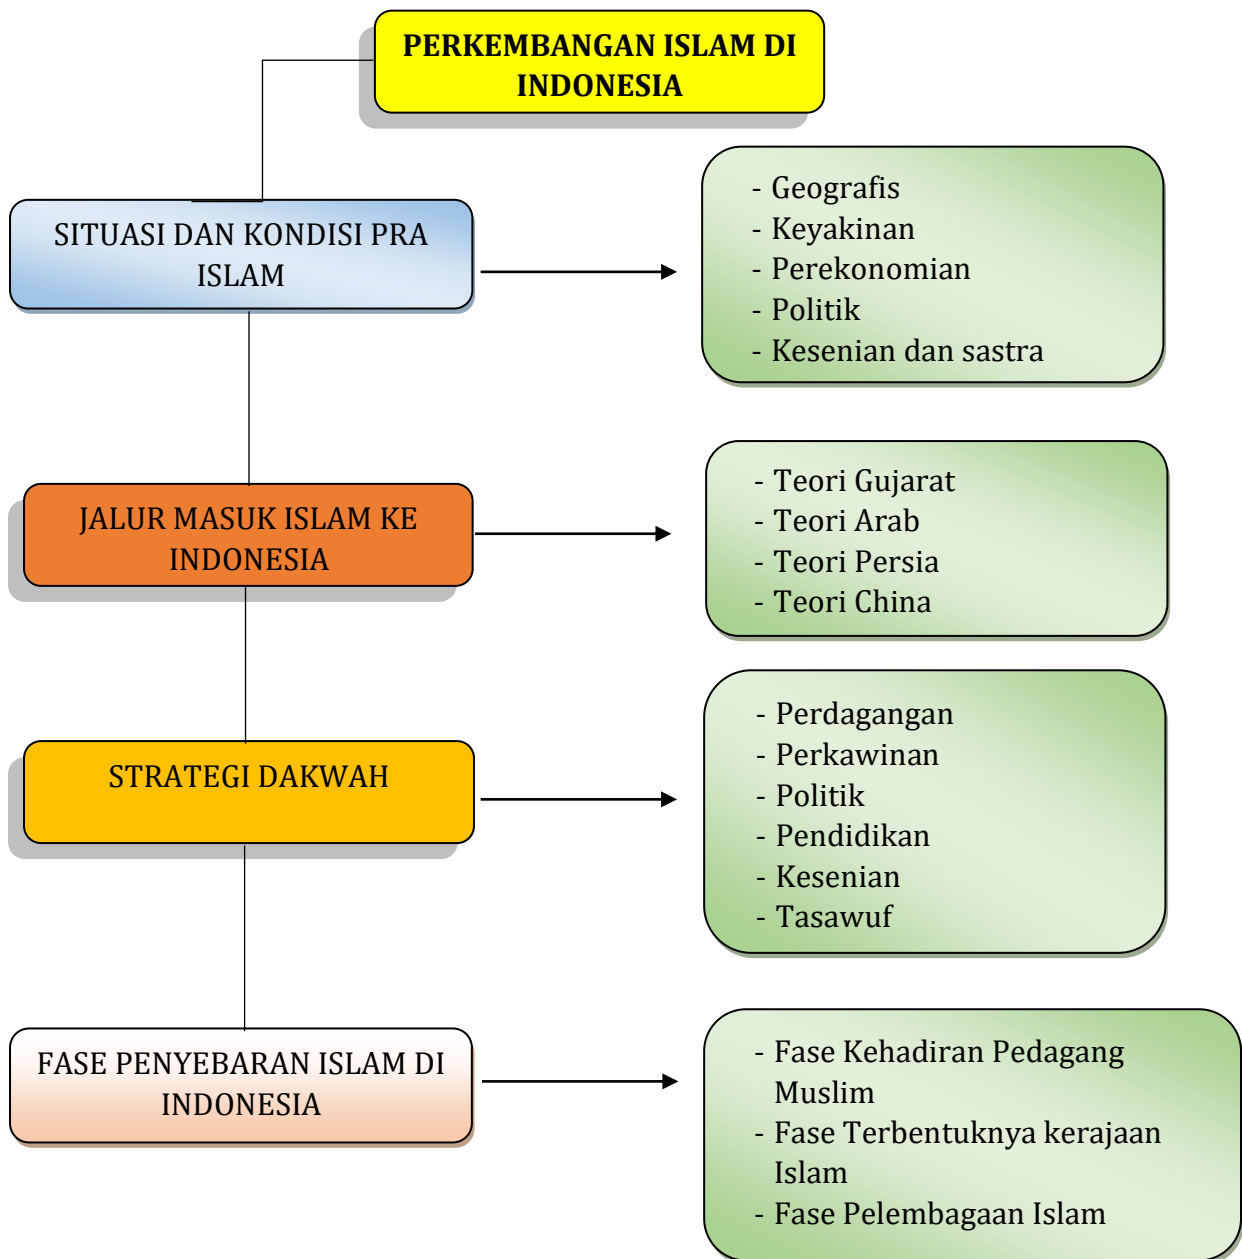 PERKEMBANGAN ISLAM DI
INDONESIA
SITUASI DAN KONDISI PRA
ISLAM
- Geografis
- Keyakinan
- Perekonomian
- Politik
- Kesenian dan sastra
JALUR MASUK ISLAM KE
INDONESIA
- Teori Gujarat
- Teori Arab
- Teori Persia
- Teori China
STRATEGI DAKWAH
- Perdagangan
- Perkawinan
- Politik
- Pendidikan
- Kesenian
- Tasawuf
FASE PENYEBARAN ISLAM DI
INDONESIA
- Fase Kehadiran Pedagang
Muslim
- Fase Terbentuknya kerajaan
Islam
- Fase Pelembagaan Islam